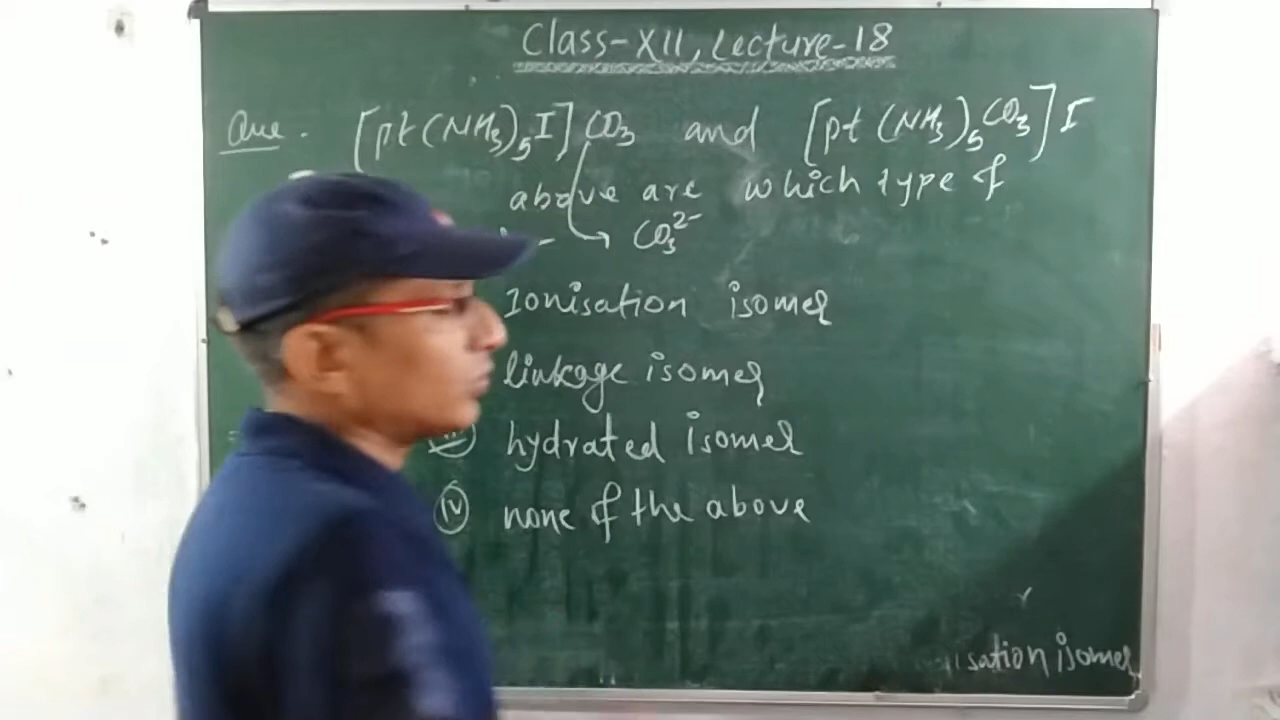 Class-XII, Lecture-18
Que. [pt(NH3)5I]CO3 and [pt(NH3)5CO3]I
above are which type of
CO3^2-
Ionisation isomer
linkage isomer
hydrated isomer
(iv) none of the above
isation isomer